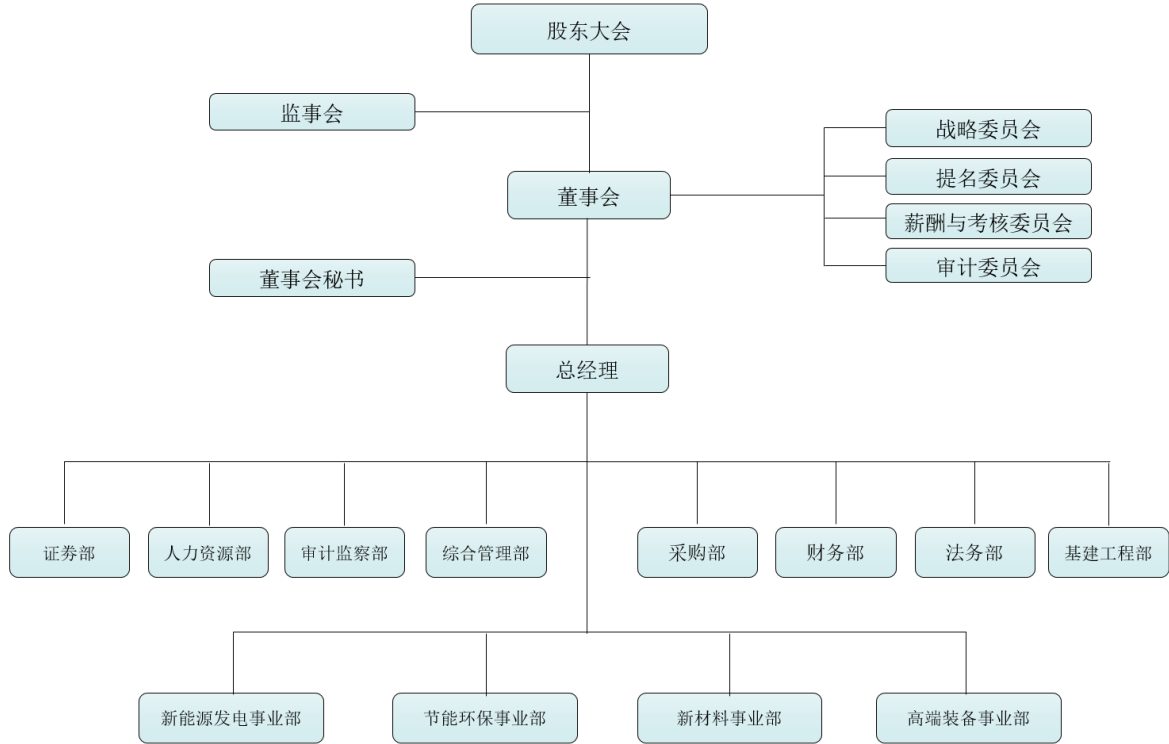 股东大会
监事会
战略委员会
提名委员会
董事会
薪酬与考核委员会
审计委员会
董事会秘书
总经理
证券部
人力资源部
审计监察部
综合管理部
采购部
财务部
法务部
基建工程部
新能源发电事业部
节能环保事业部
新材料事业部
高端装备事业部